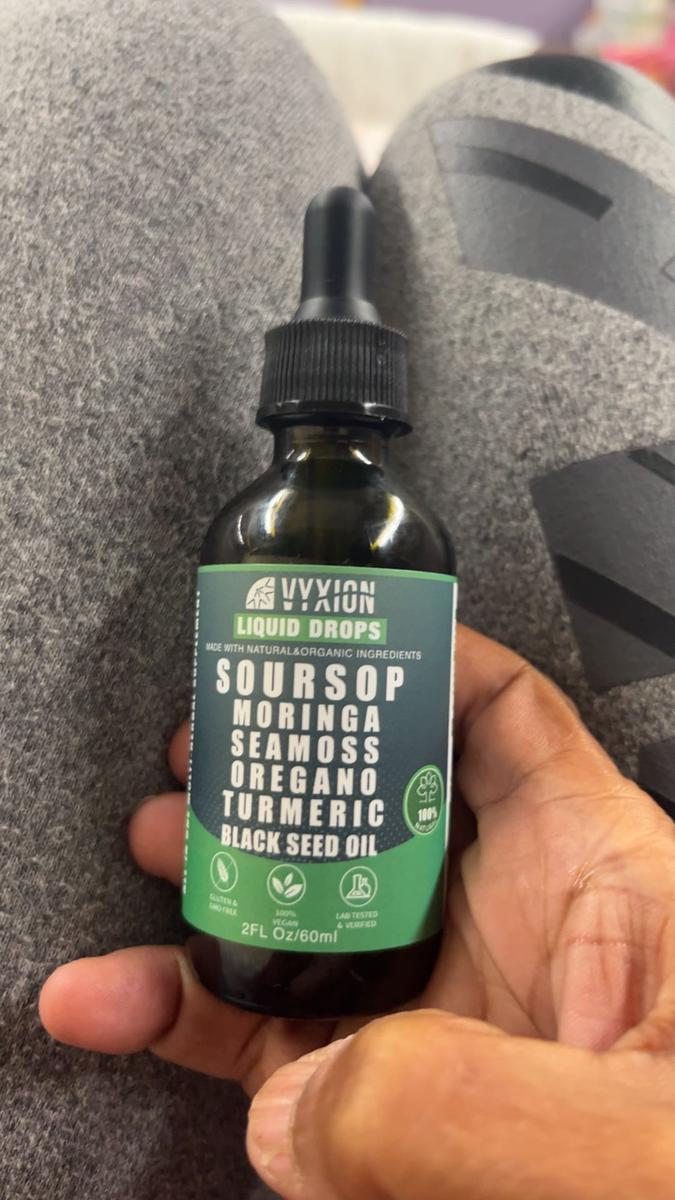 VYXION
LIQUID DROPS
MADE WITH NATURAL&ORGANIC INGREDIENTS
SOURSOP
MORINGA
SEAMOSS
OREGANO
TURMERIC
BLACK SEED OIL
100%
GLUTEN &
GMO FREE
100%
VEGAN
LAB TESTED
& VERIFIED
2FL Oz/60ml